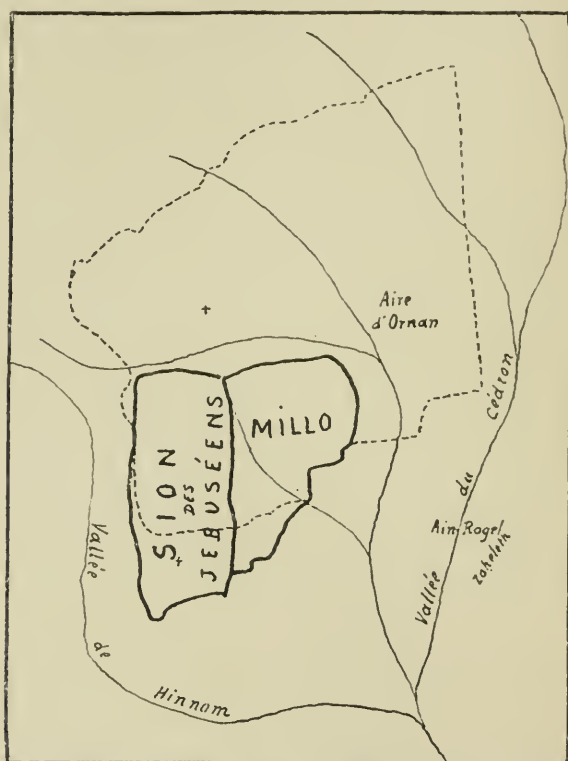 Aire
d'Ornan
MILLO
SION
DES
JEBUSÉENS
Cédron
du
Vallée
Ain-Rogel
Zoheleth
Vallée
de
Hinnom